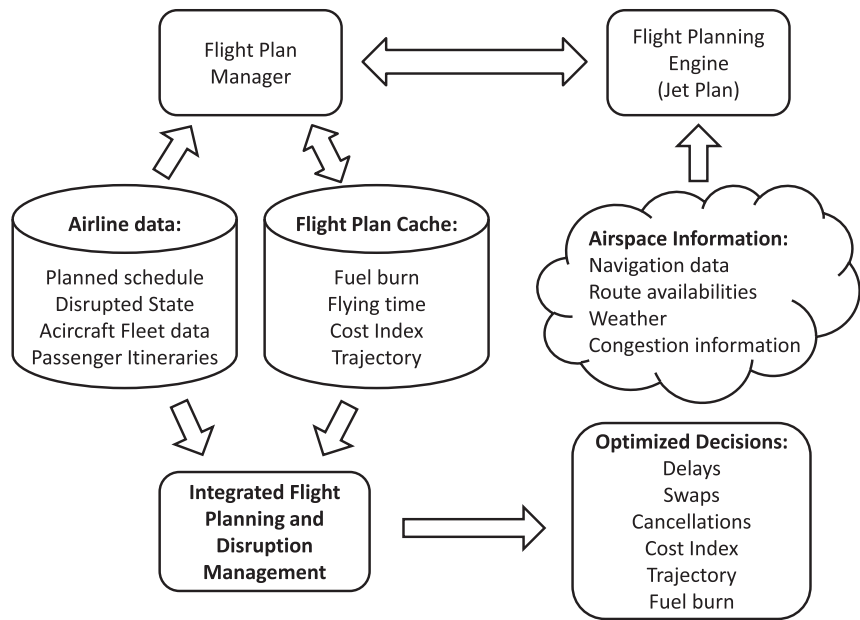 Flight Plan
Manager
Flight Planning
Engine
(Jet Plan)
Airline data:
Planned schedule
Disrupted State
Acircraft Fleet data
Passenger Itineraries
Flight Plan Cache:
Fuel burn
Flying time
Cost Index
Trajectory
Airspace Information:
Navigation data
Route availabilities
Weather
Congestion information
Integrated Flight
Planning and
Disruption
Management
Optimized Decisions:
Delays
Swaps
Cancellations
Cost Index
Trajectory
Fuel burn